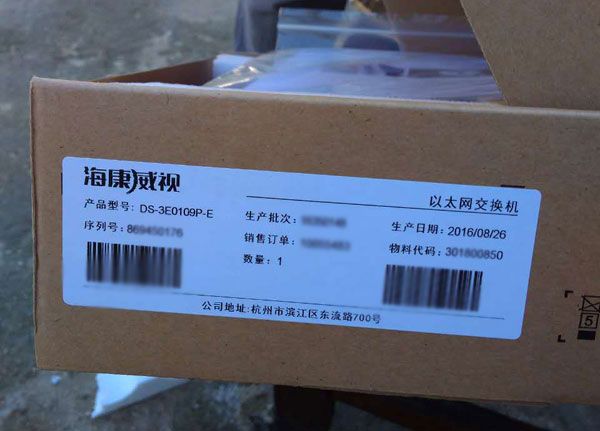 海康威视
以太网交换机
产品型号: DS-3E0109P-E
生产批次:
生产日期: 2016/08/26
序列号: 869450176
销售订单:
物料代码: 301800850
数量: 1
公司地址:杭州市滨江区东流路700号
5